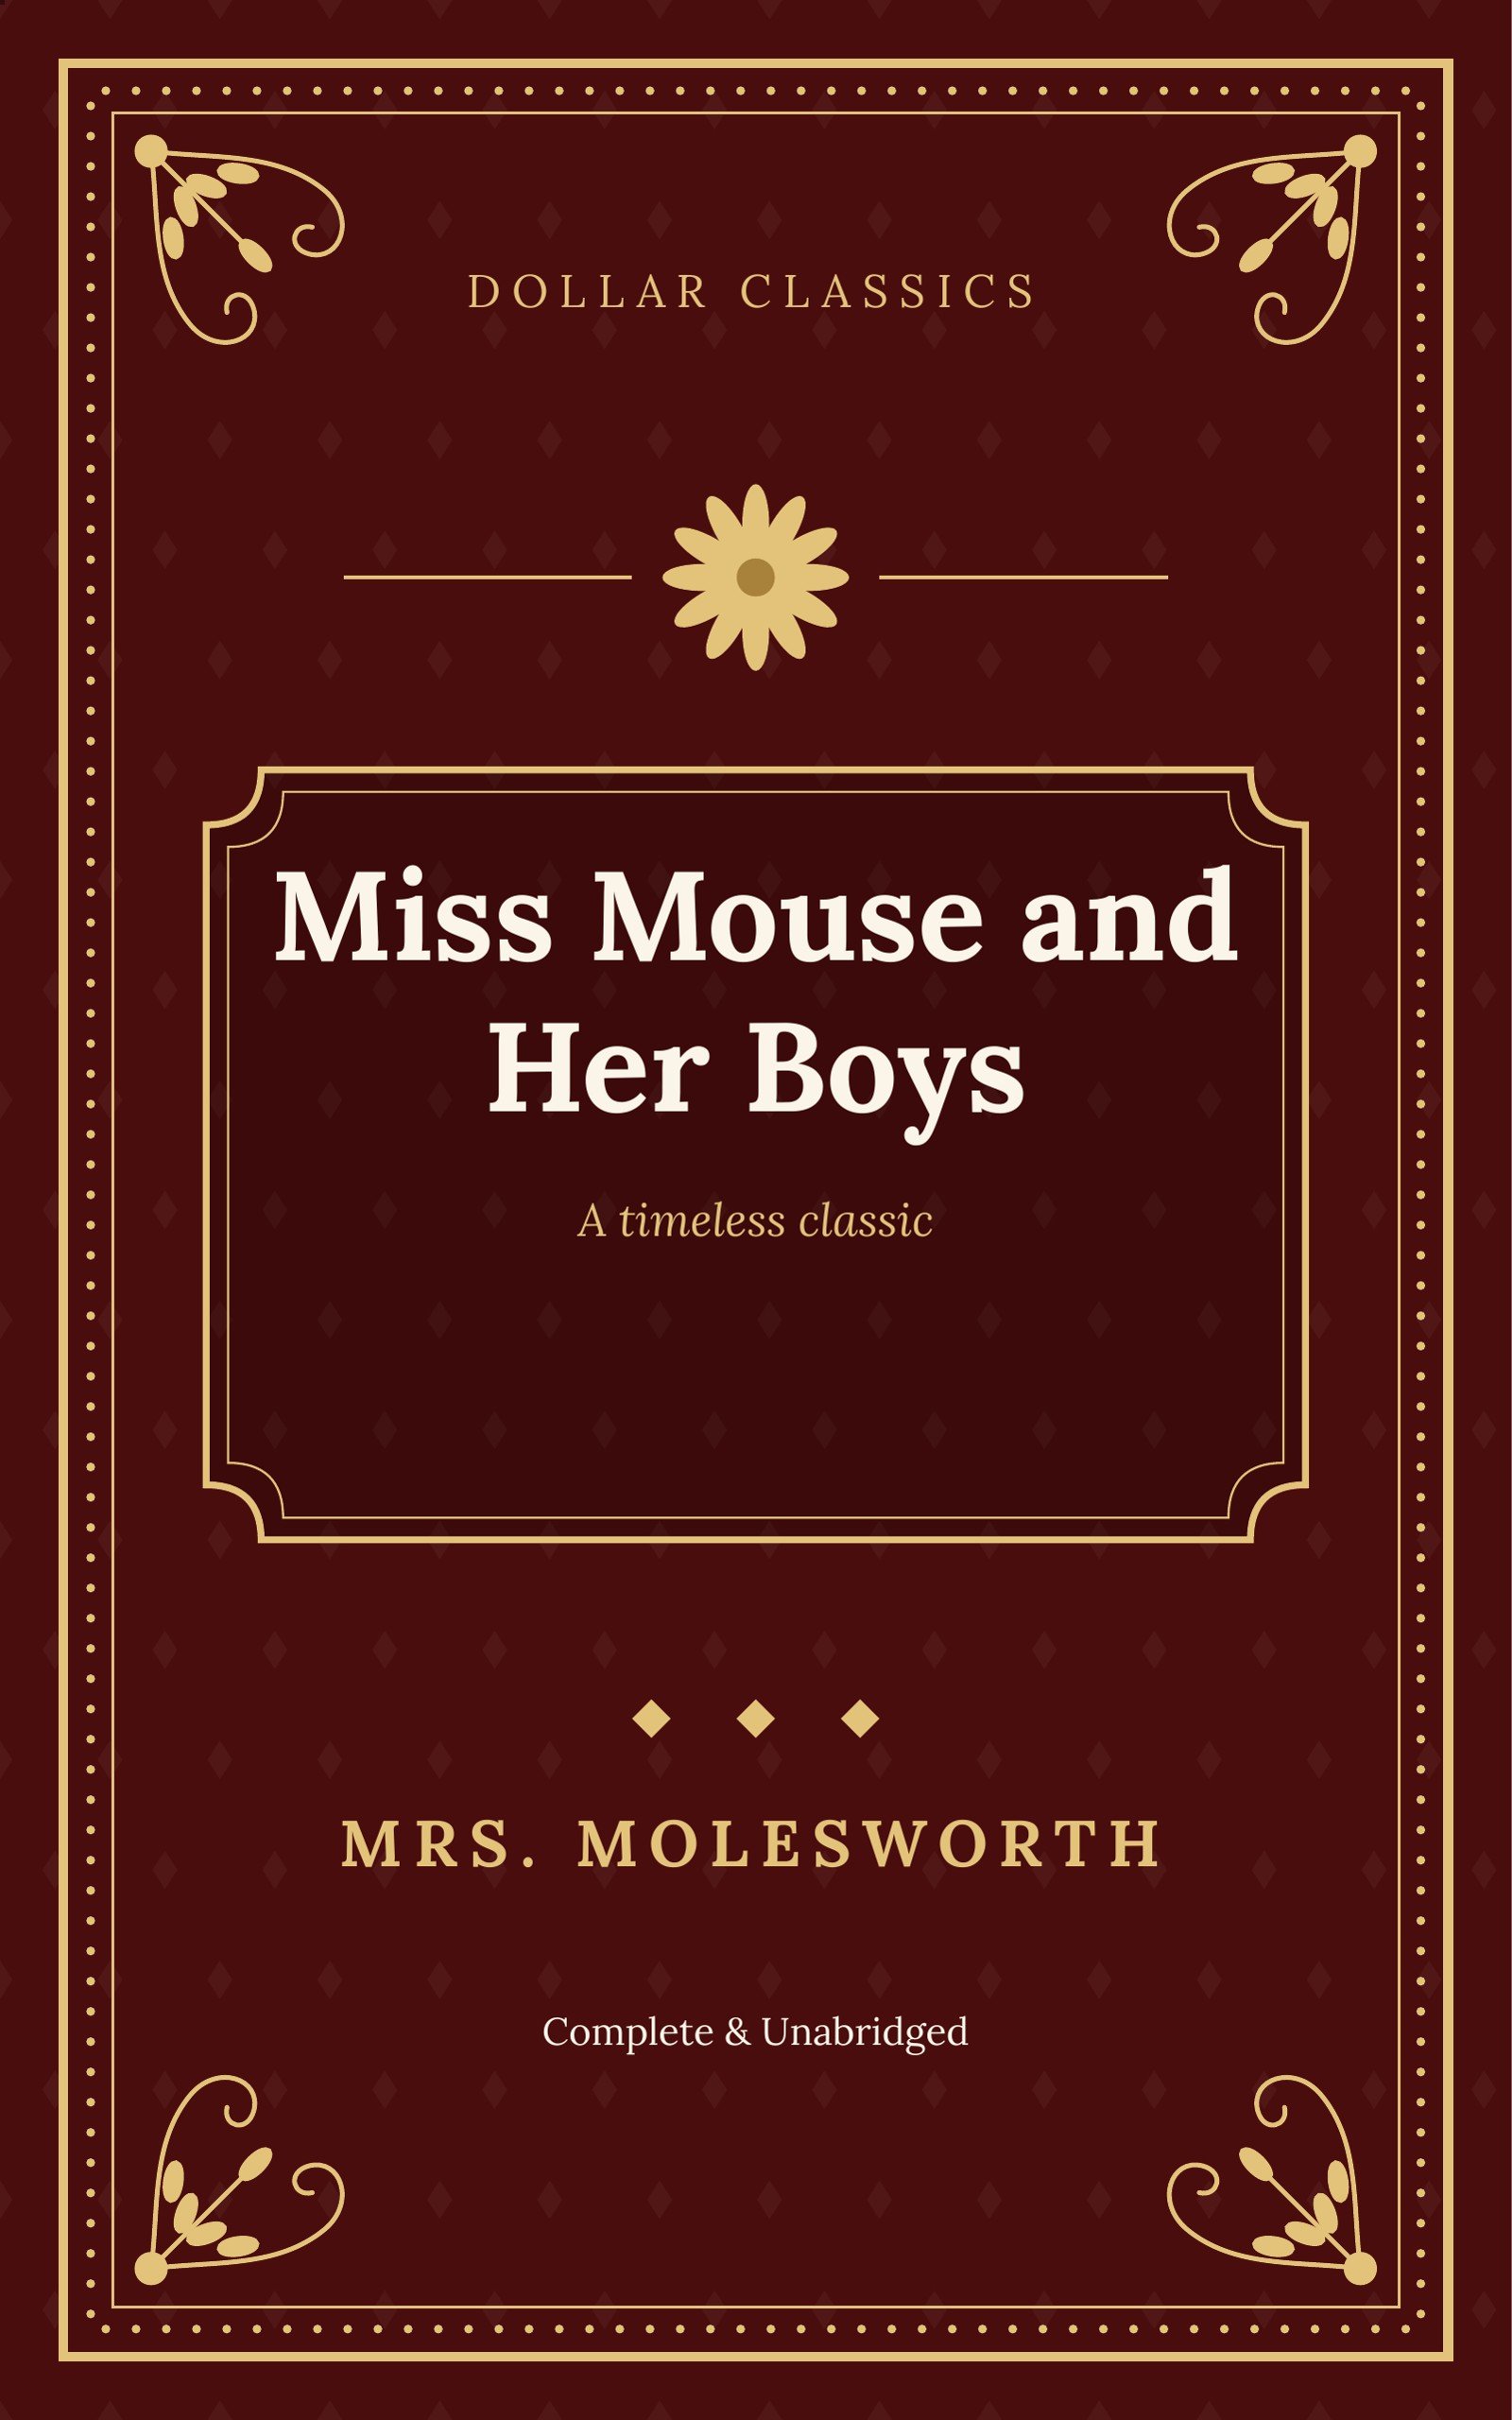 DOLLAR CLASSICS
Miss Mouse and
Her Boys
A timeless classic
MRS. MOLESWORTH
Complete & Unabridged